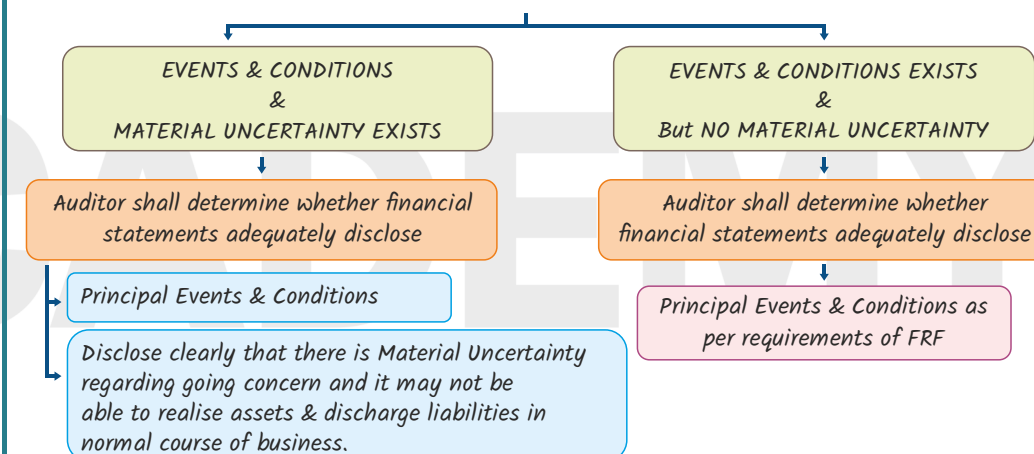 EVENTS & CONDITIONS
&
MATERIAL UNCERTAINTY EXISTS
Auditor shall determine whether financial
statements adequately disclose
Principal Events & Conditions
Disclose clearly that there is Material Uncertainty
regarding going concern and it may not be
able to realise assets & discharge liabilities in
normal course of business.
EVENTS & CONDITIONS EXISTS
&
But NO MATERIAL UNCERTAINTY
Auditor shall determine whether
financial statements adequately disclose
Principal Events & Conditions as
per requirements of FRF